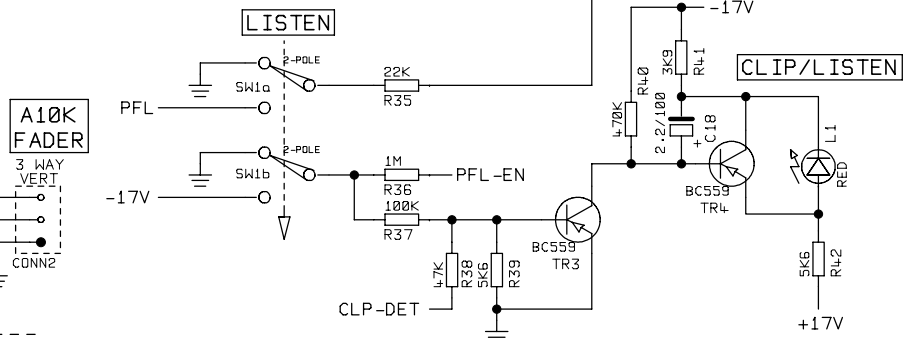 LISTEN
-17V
2-POLE
SW1a
22K
R35
3K9
R41
R40
470K
CLIP/LISTEN
PFL
A10K
FADER
2.2/100
+
C18
L1
RED
3 WAY
VERT
2-POLE
SW1b
1M
R36
PFL-EN
-17V
BC559
TR4
100K
R37
BC559
TR3
CONN2
47K
R38
5K6
R39
5K6
R42
CLP-DET
+17V